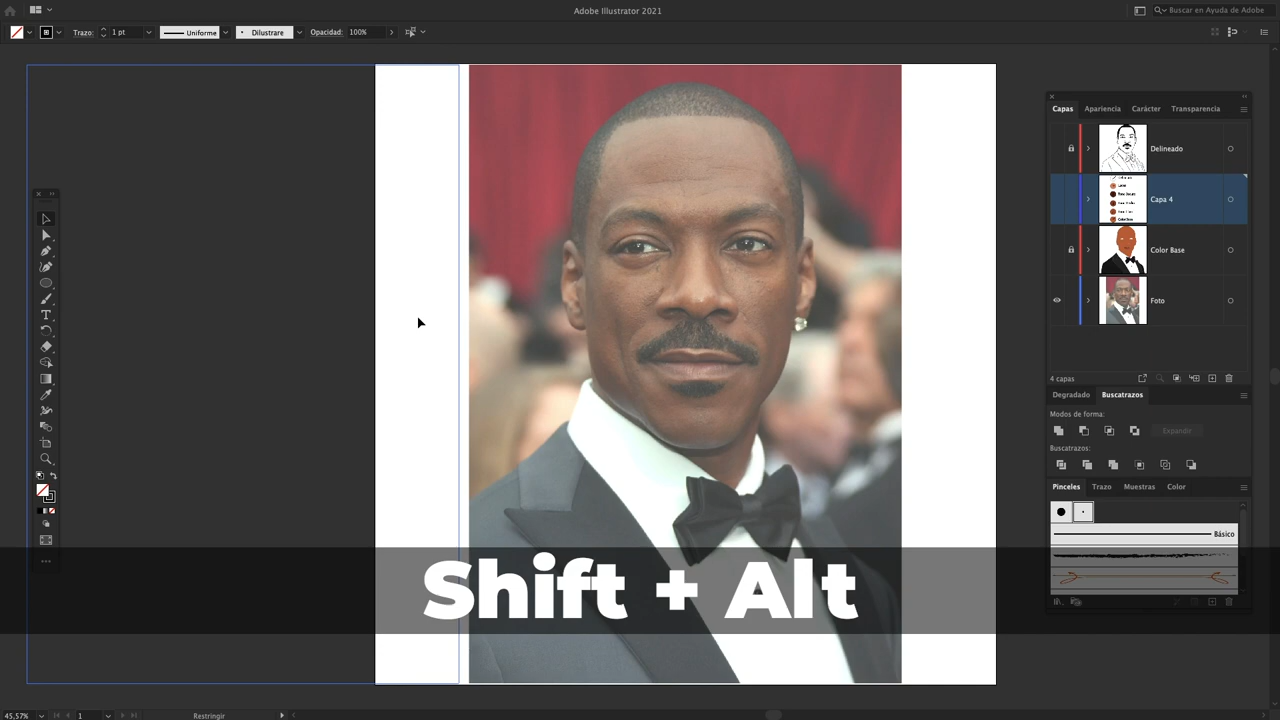 Adobe Illustrator 2021
Buscar en Ayuda de Adobe
Trazo: 1 pt Uniforme Dilustrare Opacidad: 100%
Capas Apariencia Carácter Transparencia
Delineado
Capa 4
Color Base
Foto
4 capas
Degradado Buscatrazos
Modos de forma:
Expandir
Buscatrazos:
Pinceles Trazo Muestras Color
Básico
Shift + Alt
45,57% 1 Restringir